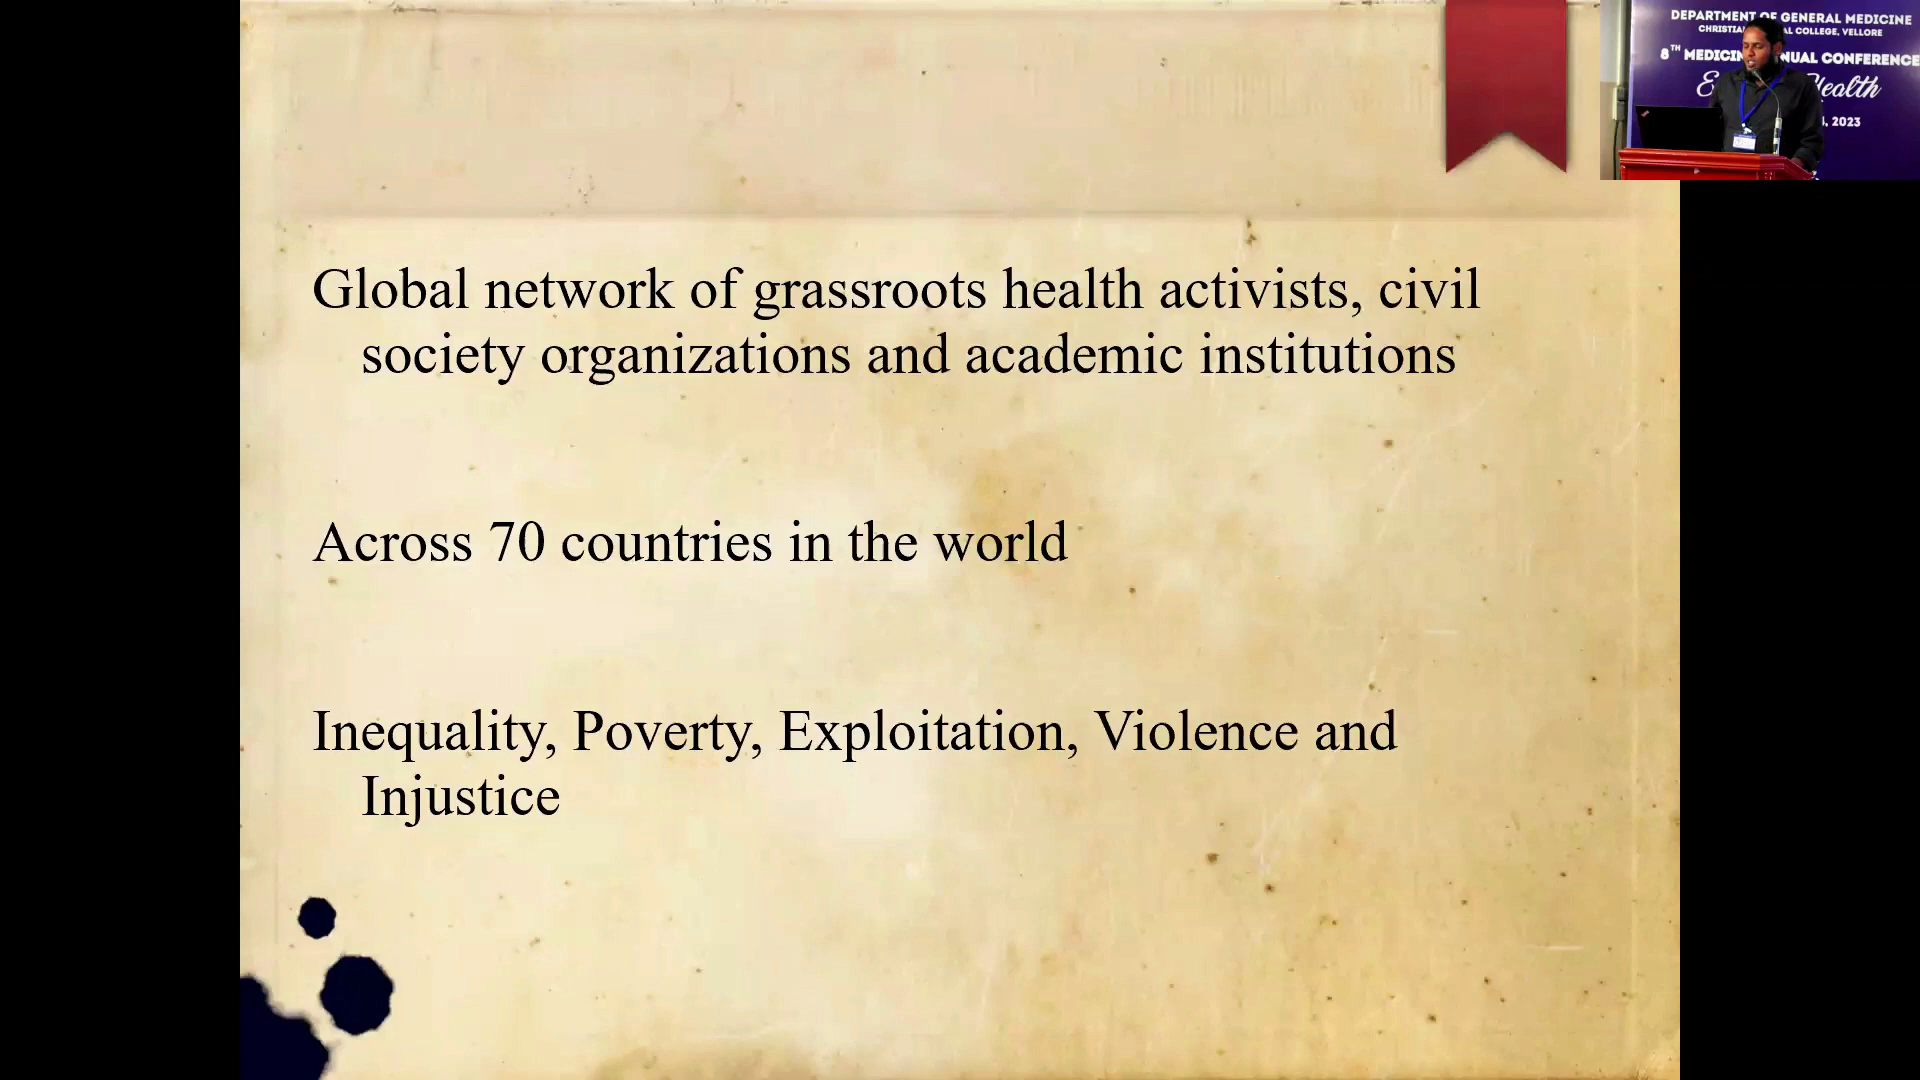 Global network of grassroots health activists, civil
society organizations and academic institutions
Across 70 countries in the world
Inequality, Poverty, Exploitation, Violence and
Injustice
DEPARTMENT OF GENERAL MEDICINE
COLLEGE, VELLORE
8TH CONFERENCE
2023